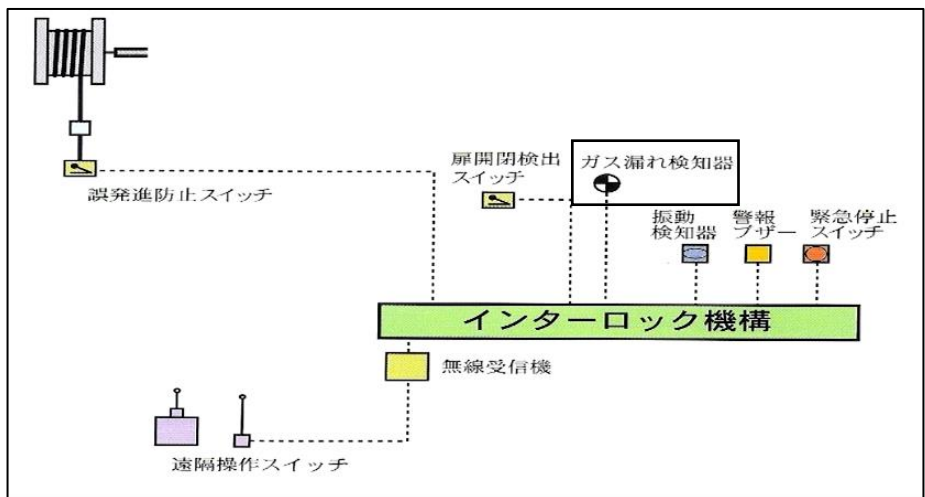 扉開閉検出
スイッチ
ガス漏れ検知器
誤発進防止スイッチ
振動
検知器
警報
ブザー
緊急停止
スイッチ
インターロック機構
無線受信機
遠隔操作スイッチ